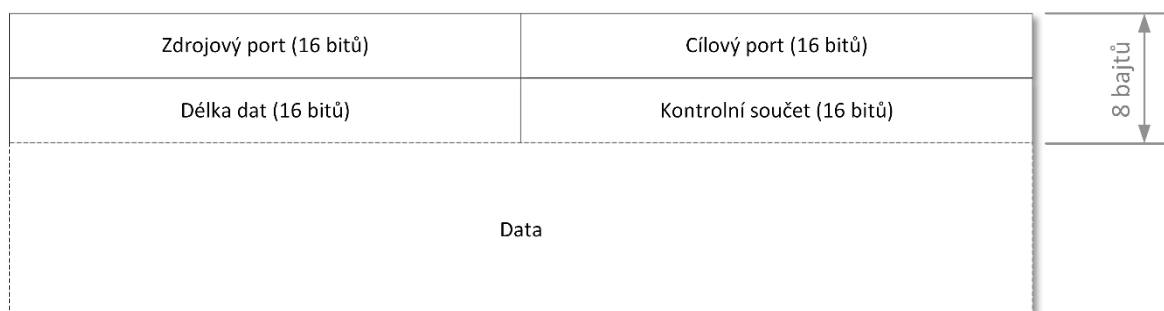 Zdrojový port (16 bitů)
Cílový port (16 bitů)
Délka dat (16 bitů)
Kontrolní součet (16 bitů)
8 bajtů
Data